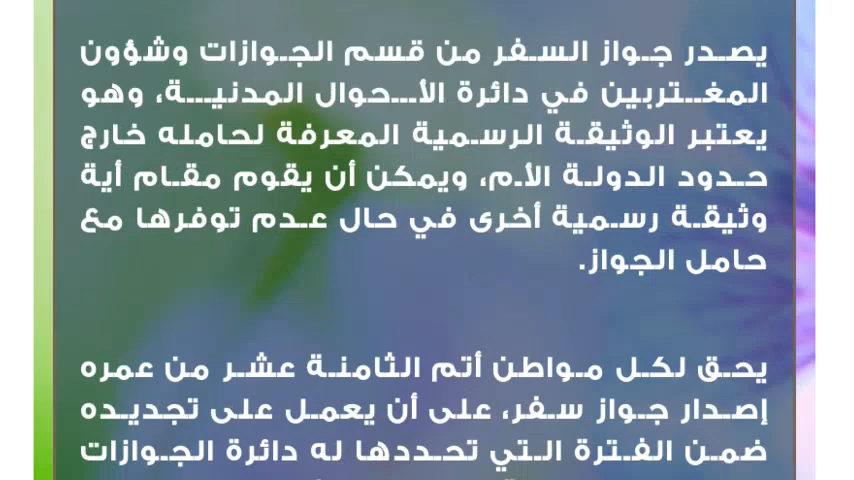 يصدر جواز السفر من قسم الجوازات وشؤون
المغتربين في دائرة الأحوال المدنية، وهو
يعتبر الوثيقة الرسمية المعرفة لحامله خارج
حدود الدولة الأم، ويمكن أن يقوم مقام أية
وثيقة رسمية أخرى في حال عدم توفرها مع
حامل الجواز.
يحق لكل مواطن أتم الثامنة عشر من عمره
إصدار جواز سفر، على أن يعمل على تجديده
ضمن الفترة التي تحددها له دائرة الجوازات